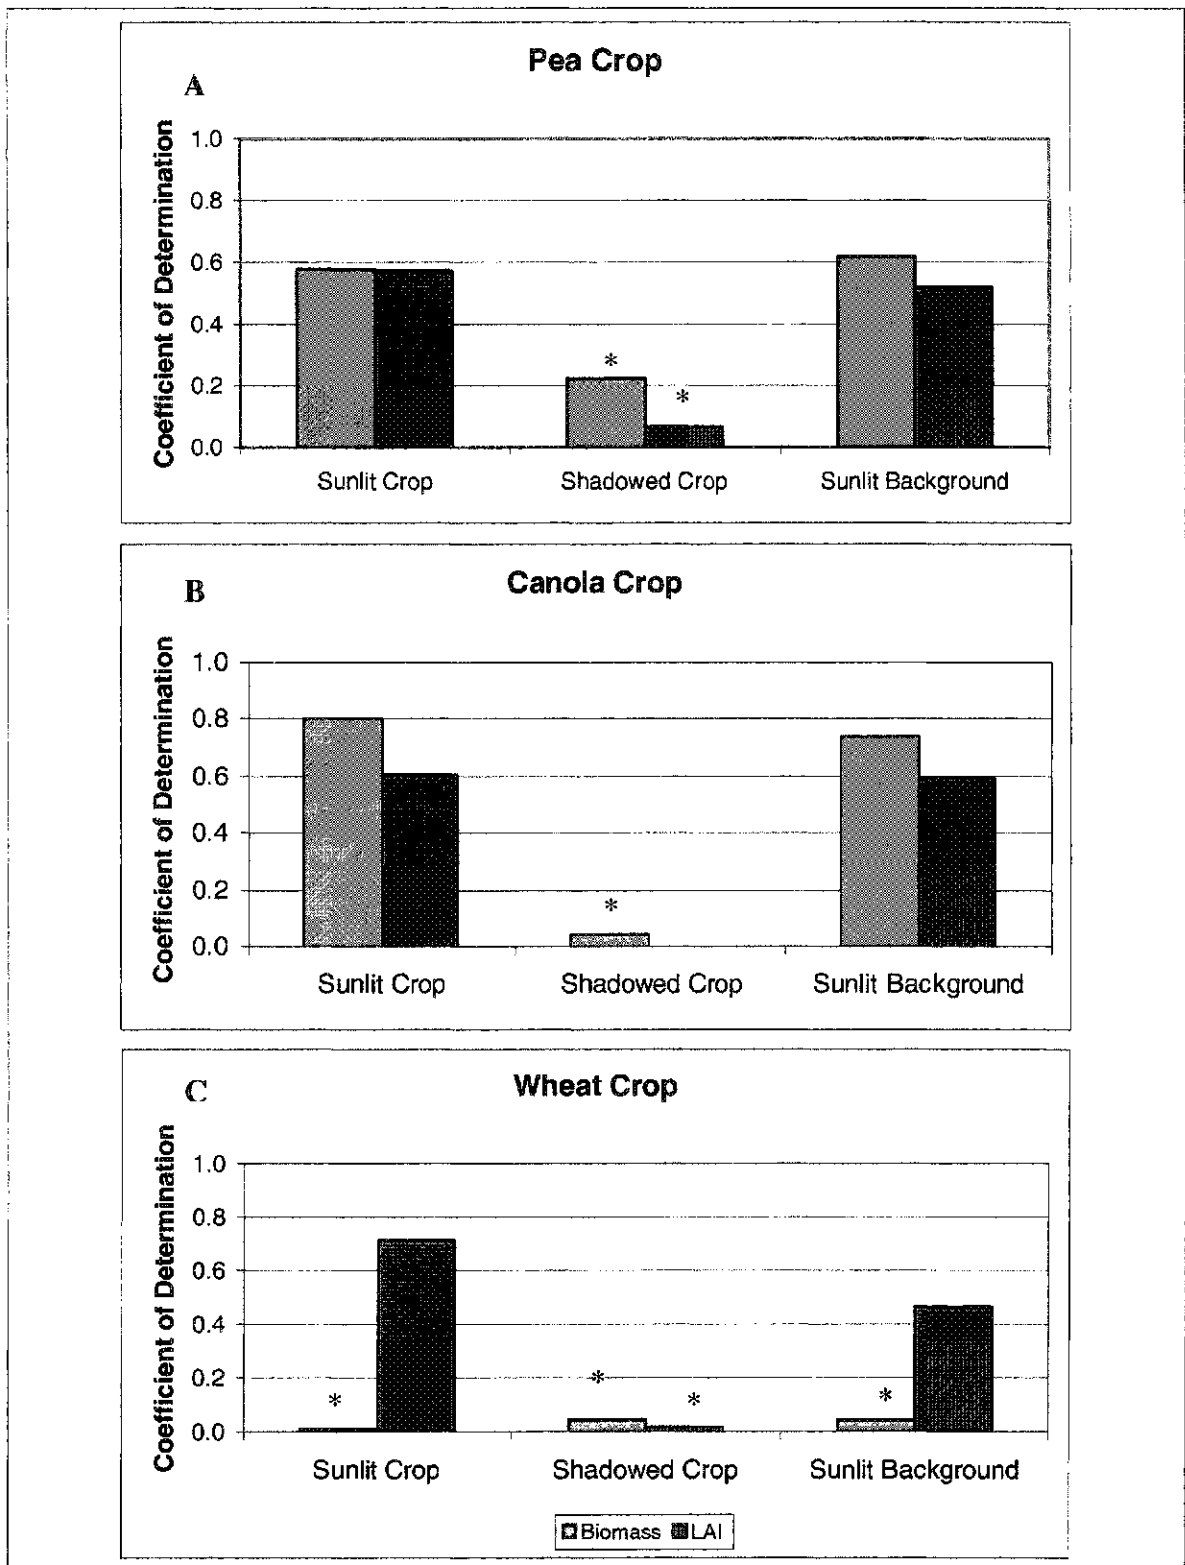 Pea Crop
A
Coefficient of Determination
1.0
0.8
0.6
0.4
0.2
0.0
*
*
Sunlit Crop Shadowed Crop Sunlit Background
Canola Crop
B
Coefficient of Determination
1.0
0.8
0.6
0.4
0.2
0.0
*
Sunlit Crop Shadowed Crop Sunlit Background
Wheat Crop
C
Coefficient of Determination
1.0
0.8
0.6
0.4
0.2
0.0
* * * *
Sunlit Crop Shadowed Crop Sunlit Background
Biomass LAI